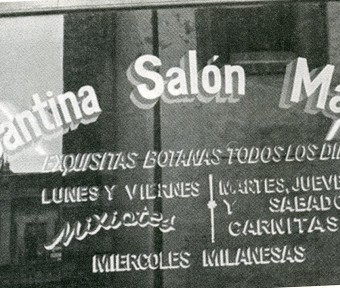 antina Salón Ma
EXQUISITAS BOTANAS TODOS LOS DI
LUNES Y VIERNES MARTES, JUEVE
Mixiotes Y SABADO
CARNITAS
MIERCOLES MILANESAS